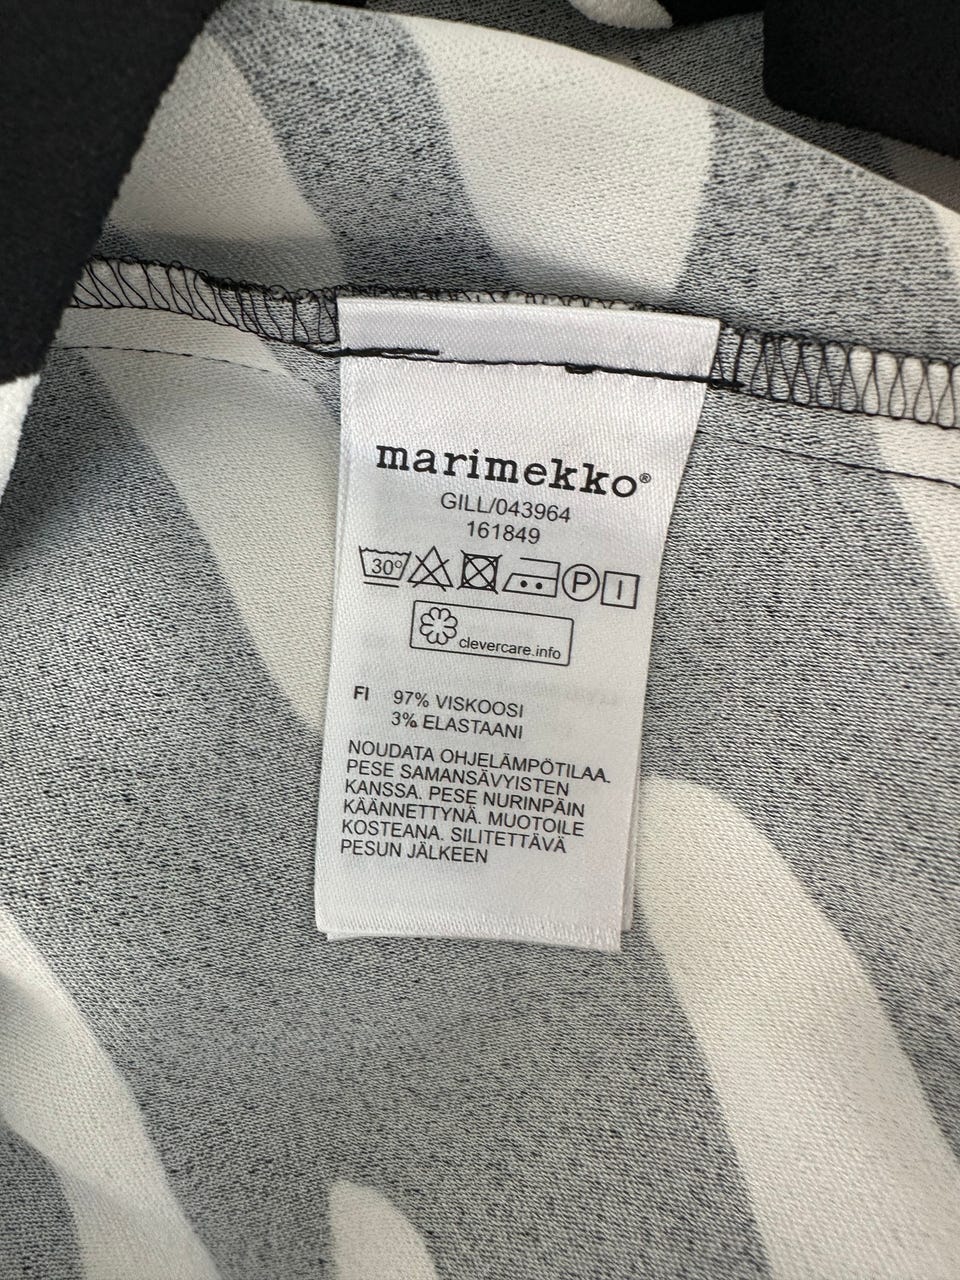 marimekko®
GILL/043964
161849
30° P I
clevercare.info
FI 97% VISKOOSI
3% ELASTAANI
NOUDATA OHJELÄMPÖTILAA.
PESE SAMANSÄVYISTEN
KANSSA. PESE NURINPÄIN
KÄÄNNETTYNÄ. MUOTOILE
KOSTEANA. SILITETTÄVÄ
PESUN JÄLKEEN